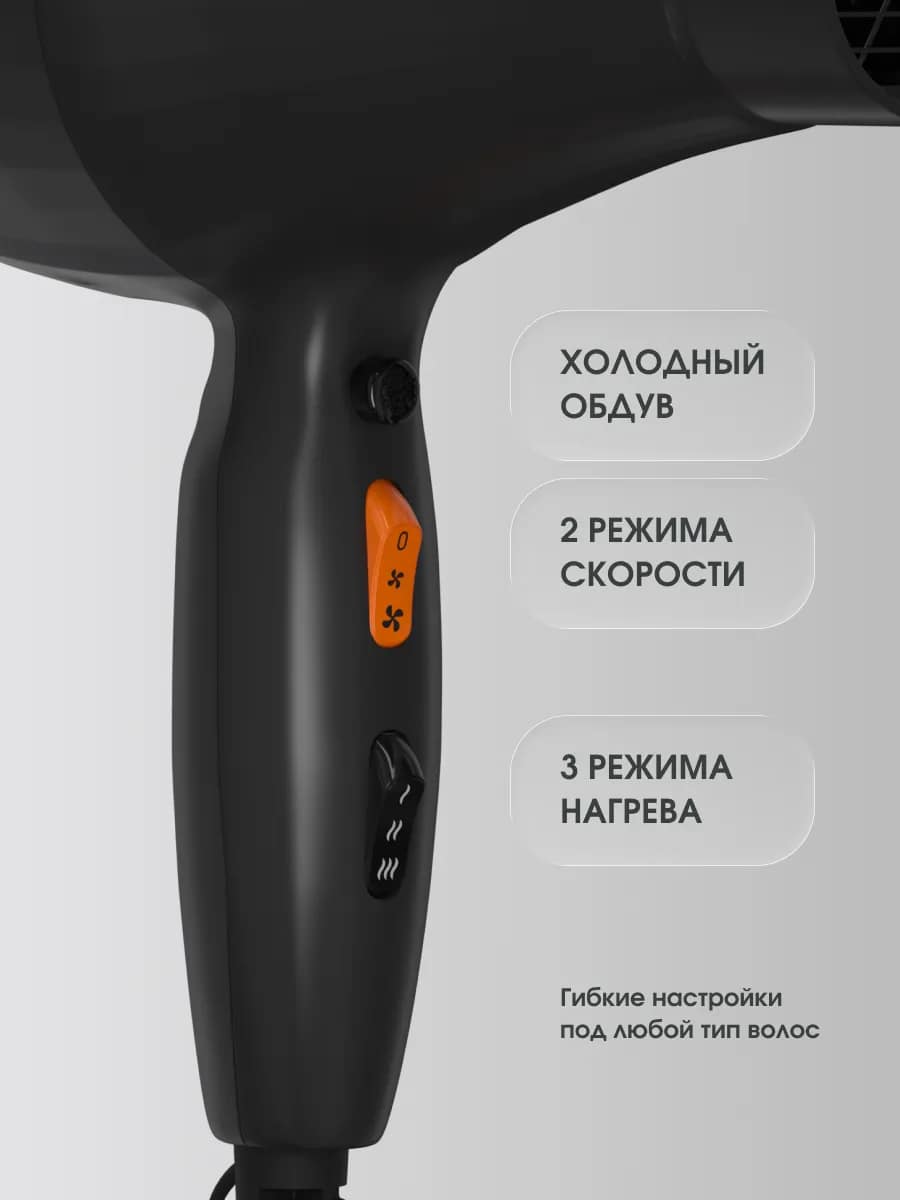 ХОЛОДНЫЙ
ОБДУВ
2 РЕЖИМА
СКОРОСТИ
0
3 РЕЖИМА
НАГРЕВА
Гибкие настройки
под любой тип волос